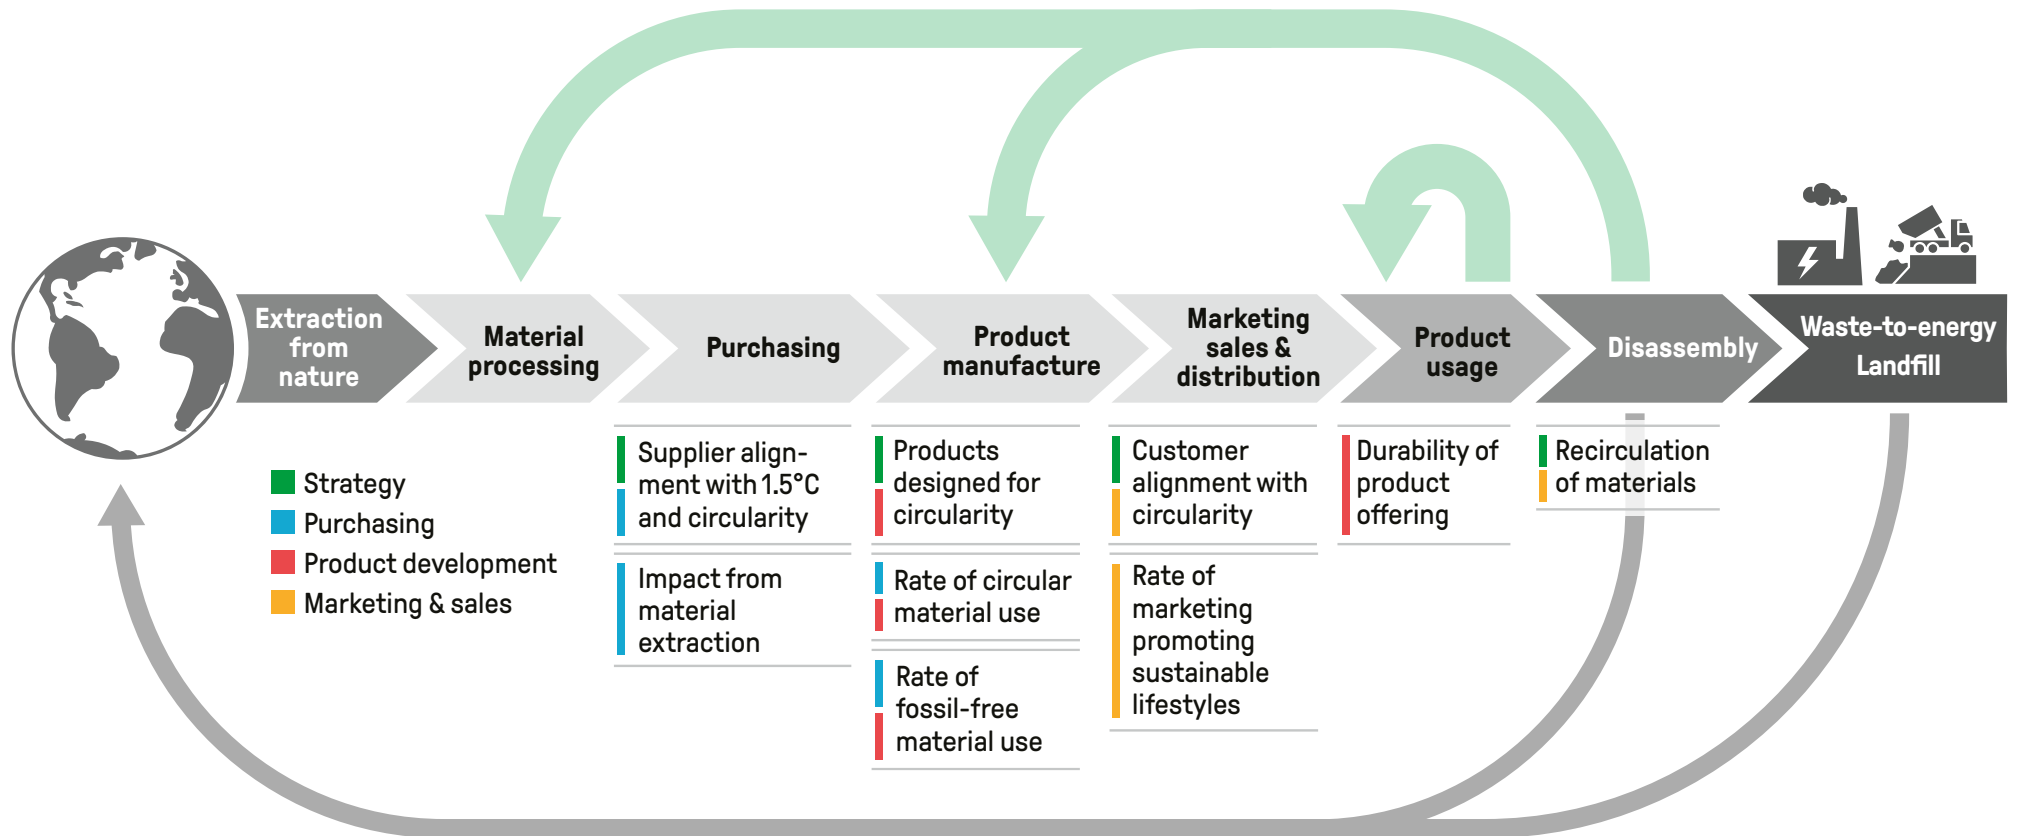 Extraction
from
nature
Material
processing
Purchasing
Product
manufacture
Marketing
sales &
distribution
Product
usage
Disassembly
Waste-to-energy
Landfill
Strategy
Purchasing
Product development
Marketing & sales
Supplier align-
ment with 1.5°C
and circularity
Impact from
material
extraction
Products
designed for
circularity
Rate of circular
material use
Rate of
fossil-free
material use
Customer
alignment with
circularity
Rate of
marketing
promoting
sustainable
lifestyles
Durability of
product
offering
Recirculation
of materials